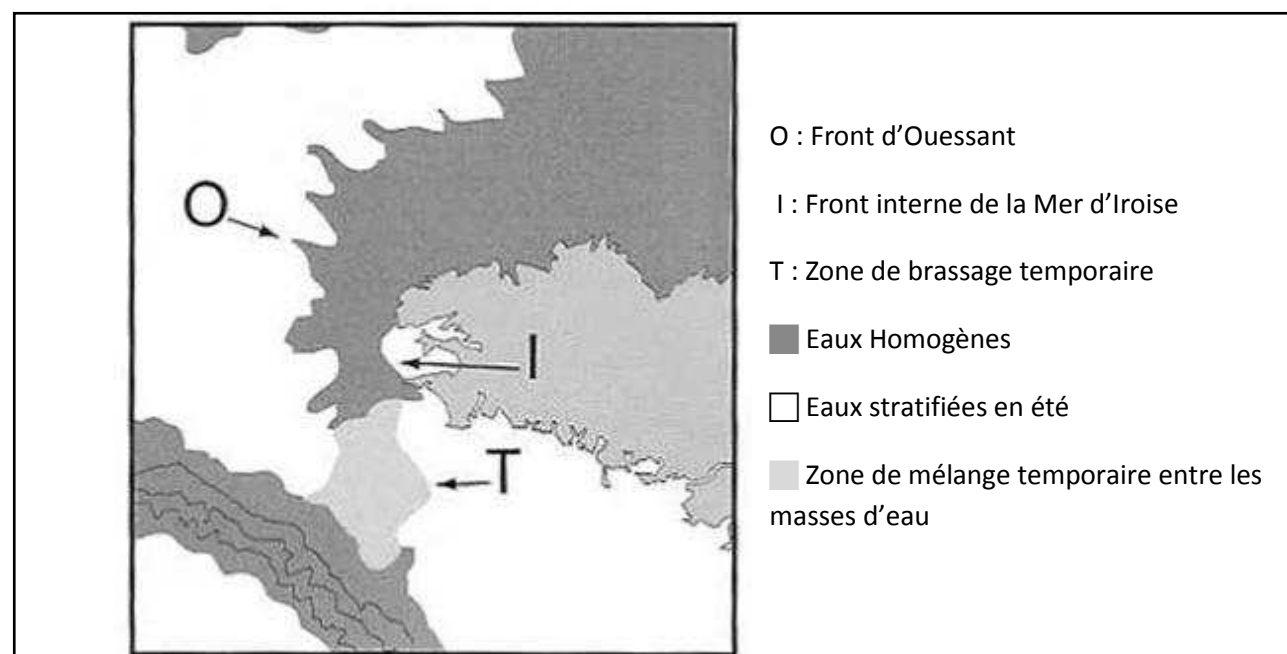 O
I
T
O : Front d’Ouessant
I : Front interne de la Mer d’Iroise
T : Zone de brassage temporaire
Eaux Homogènes
Eaux stratifiées en été
Zone de mélange temporaire entre les
masses d’eau